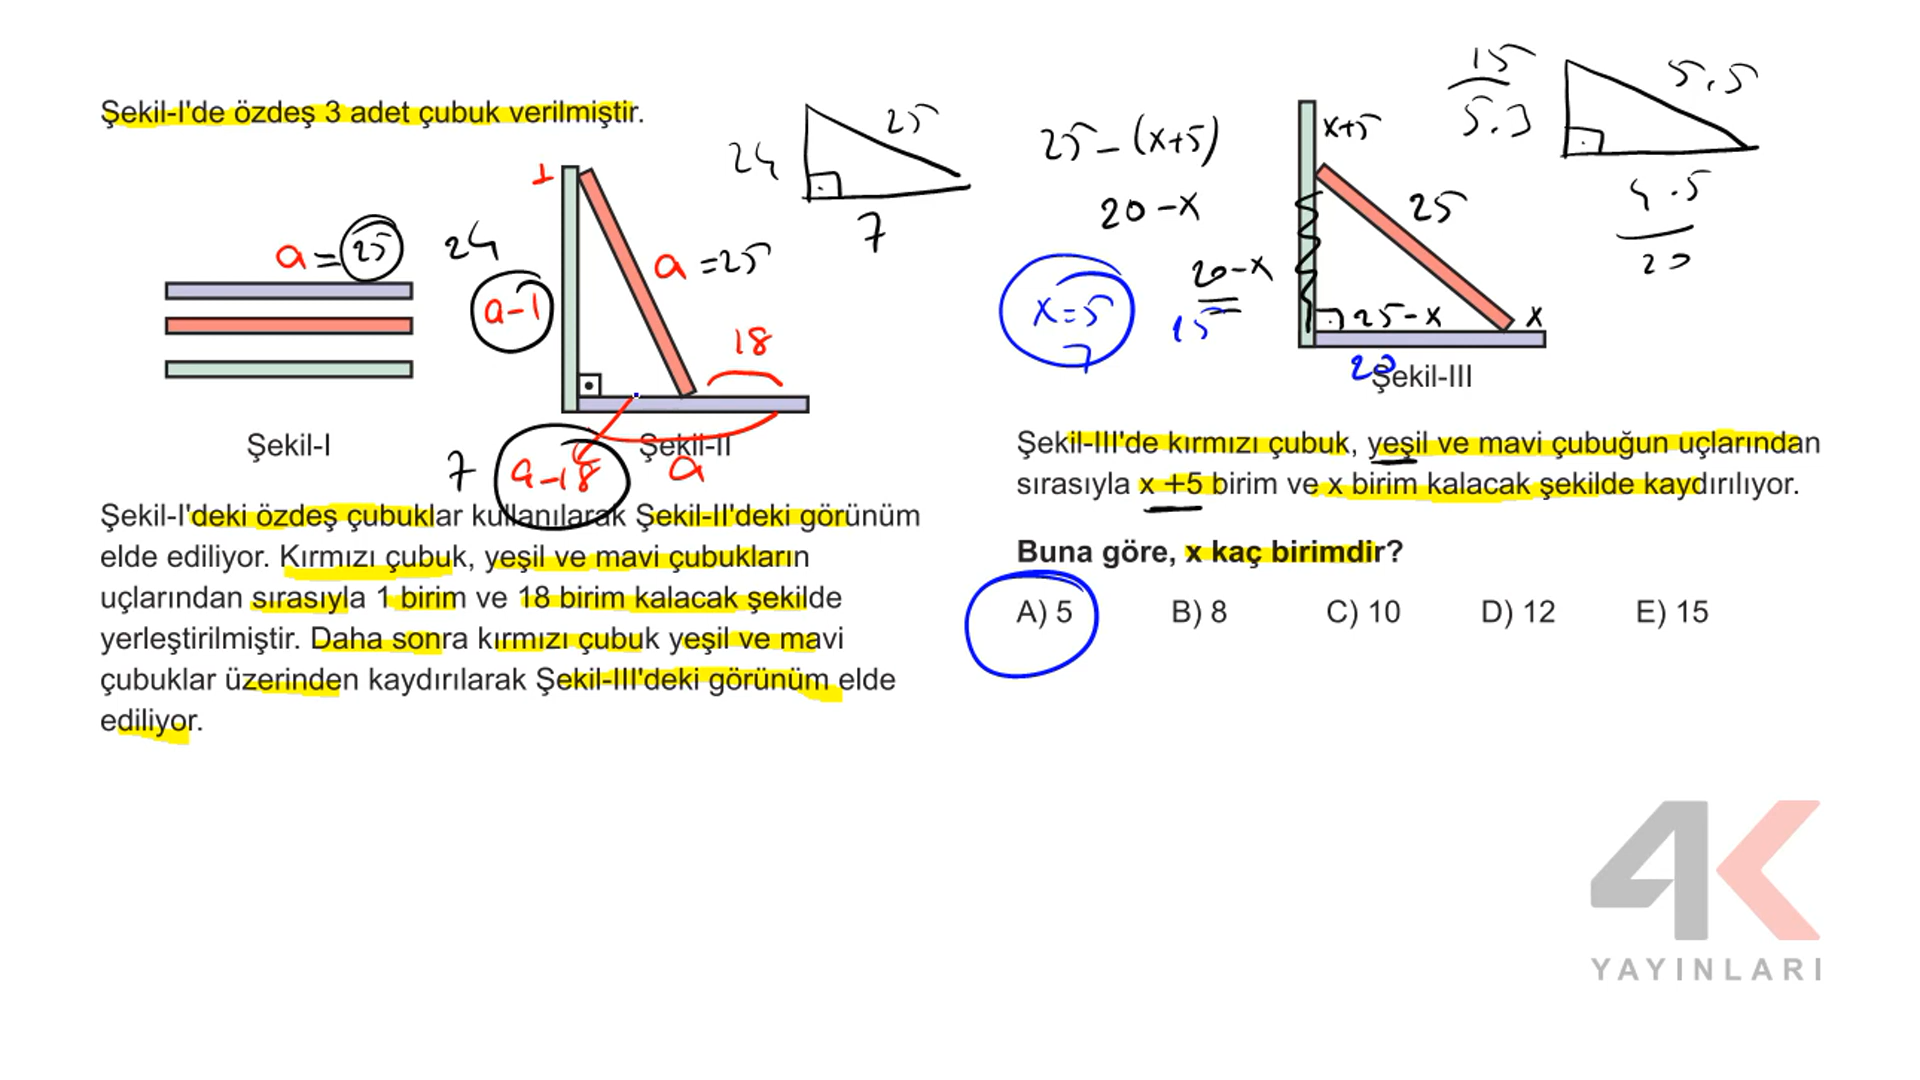 Şekil-I'de özdeş 3 adet çubuk verilmiştir.
a = 25
Şekil-I
1
24
a-1
a = 25
18
7
a-18
a
Şekil-II
24
25
7
Şekil-I'deki özdeş çubuklar kullanılarak Şekil-II'deki görünüm
elde ediliyor. Kırmızı çubuk, yeşil ve mavi çubukların
uçlarından sırasıyla 1 birim ve 18 birim kalacak şekilde
yerleştirilmiştir. Daha sonra kırmızı çubuk yeşil ve mavi
çubuklar üzerinden kaydırılarak Şekil-III'deki görünüm elde
ediliyor.
25-(x+5)
20-x
x=5
7
20-x
15
x+5
25
25-x
x
20
Şekil-III
15
5.3
5.5
4.5
20
Şekil-III'de kırmızı çubuk, yeşil ve mavi çubuğun uçlarından
sırasıyla x +5 birim ve x birim kalacak şekilde kaydırılıyor.
Buna göre, x kaç birimdir?
A) 5 B) 8 C) 10 D) 12 E) 15
4K
YAYINLARI